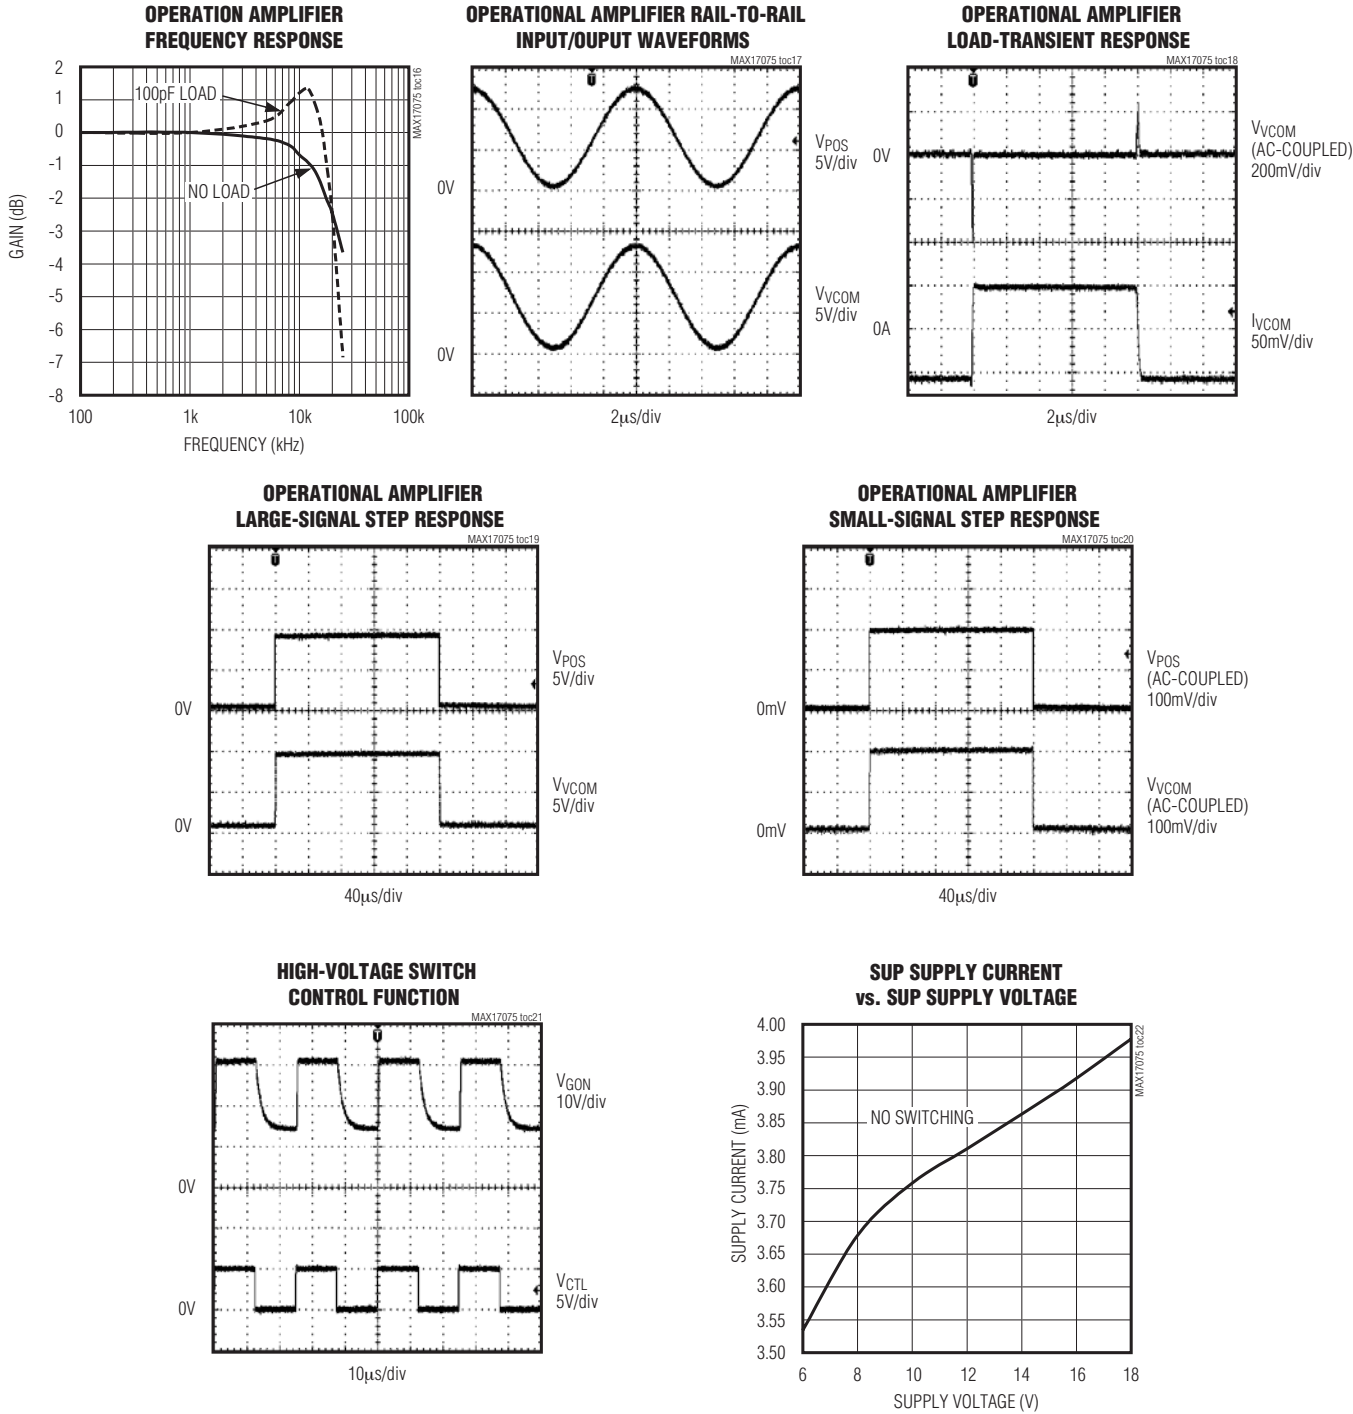 OPERATION AMPLIFIER
FREQUENCY RESPONSE
MAX17075 toc16
2
1
0
-1
-2
-3
-4
-5
-6
-7
-8
GAIN (dB)
100pF LOAD
NO LOAD
100
1k
10k
100k
FREQUENCY (kHz)
OPERATIONAL AMPLIFIER RAIL-TO-RAIL
INPUT/OUPUT WAVEFORMS
MAX17075 toc17
T
0V
0V
VPOS
5V/div
VVCOM
5V/div
2μs/div
OPERATIONAL AMPLIFIER
LOAD-TRANSIENT RESPONSE
MAX17075 toc18
T
0V
0A
VVCOM
(AC-COUPLED)
200mV/div
IVCOM
50mV/div
2μs/div
OPERATIONAL AMPLIFIER
LARGE-SIGNAL STEP RESPONSE
MAX17075 toc19
T
0V
0V
VPOS
5V/div
VVCOM
5V/div
40μs/div
OPERATIONAL AMPLIFIER
SMALL-SIGNAL STEP RESPONSE
MAX17075 toc20
T
0mV
0mV
VPOS
(AC-COUPLED)
100mV/div
VVCOM
(AC-COUPLED)
100mV/div
40μs/div
HIGH-VOLTAGE SWITCH
CONTROL FUNCTION
MAX17075 toc21
T
0V
0V
VGON
10V/div
VCTL
5V/div
10μs/div
SUP SUPPLY CURRENT
vs. SUP SUPPLY VOLTAGE
MAX17075 toc22
4.00
3.95
3.90
3.85
3.80
3.75
3.70
3.65
3.60
3.55
3.50
SUPPLY CURRENT (mA)
NO SWITCHING
6
8
10
12
14
16
18
SUPPLY VOLTAGE (V)